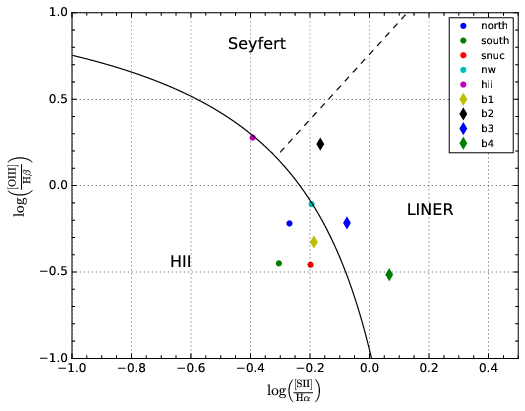 1.0
0.5
0.0
−0.5
−1.0
log([OIII]/Hβ)
Seyfert
HII
LINER
north
south
snuc
nw
hii
b1
b2
b3
b4
−1.0 −0.8 −0.6 −0.4 −0.2 0.0 0.2 0.4
log([SII]/Hα)